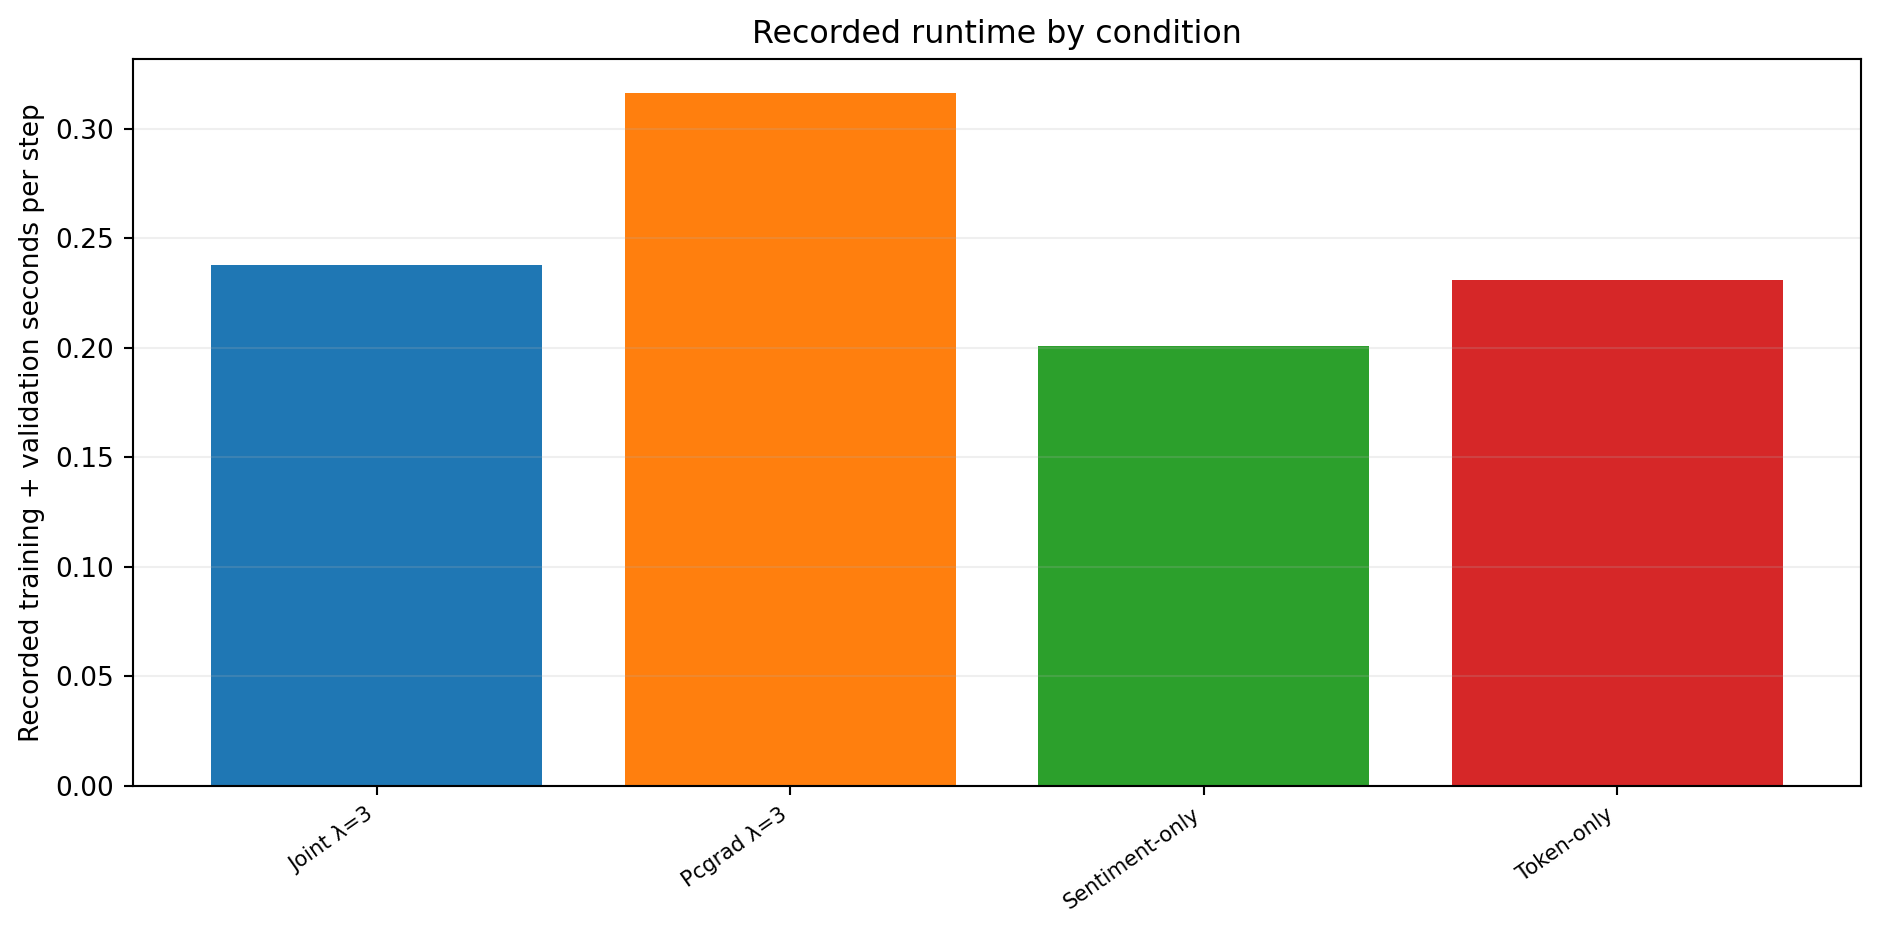 Recorded runtime by condition
Recorded training + validation seconds per step
0.30
0.25
0.20
0.15
0.10
0.05
0.00
Joint λ=3
Pcgrad λ=3
Sentiment-only
Token-only